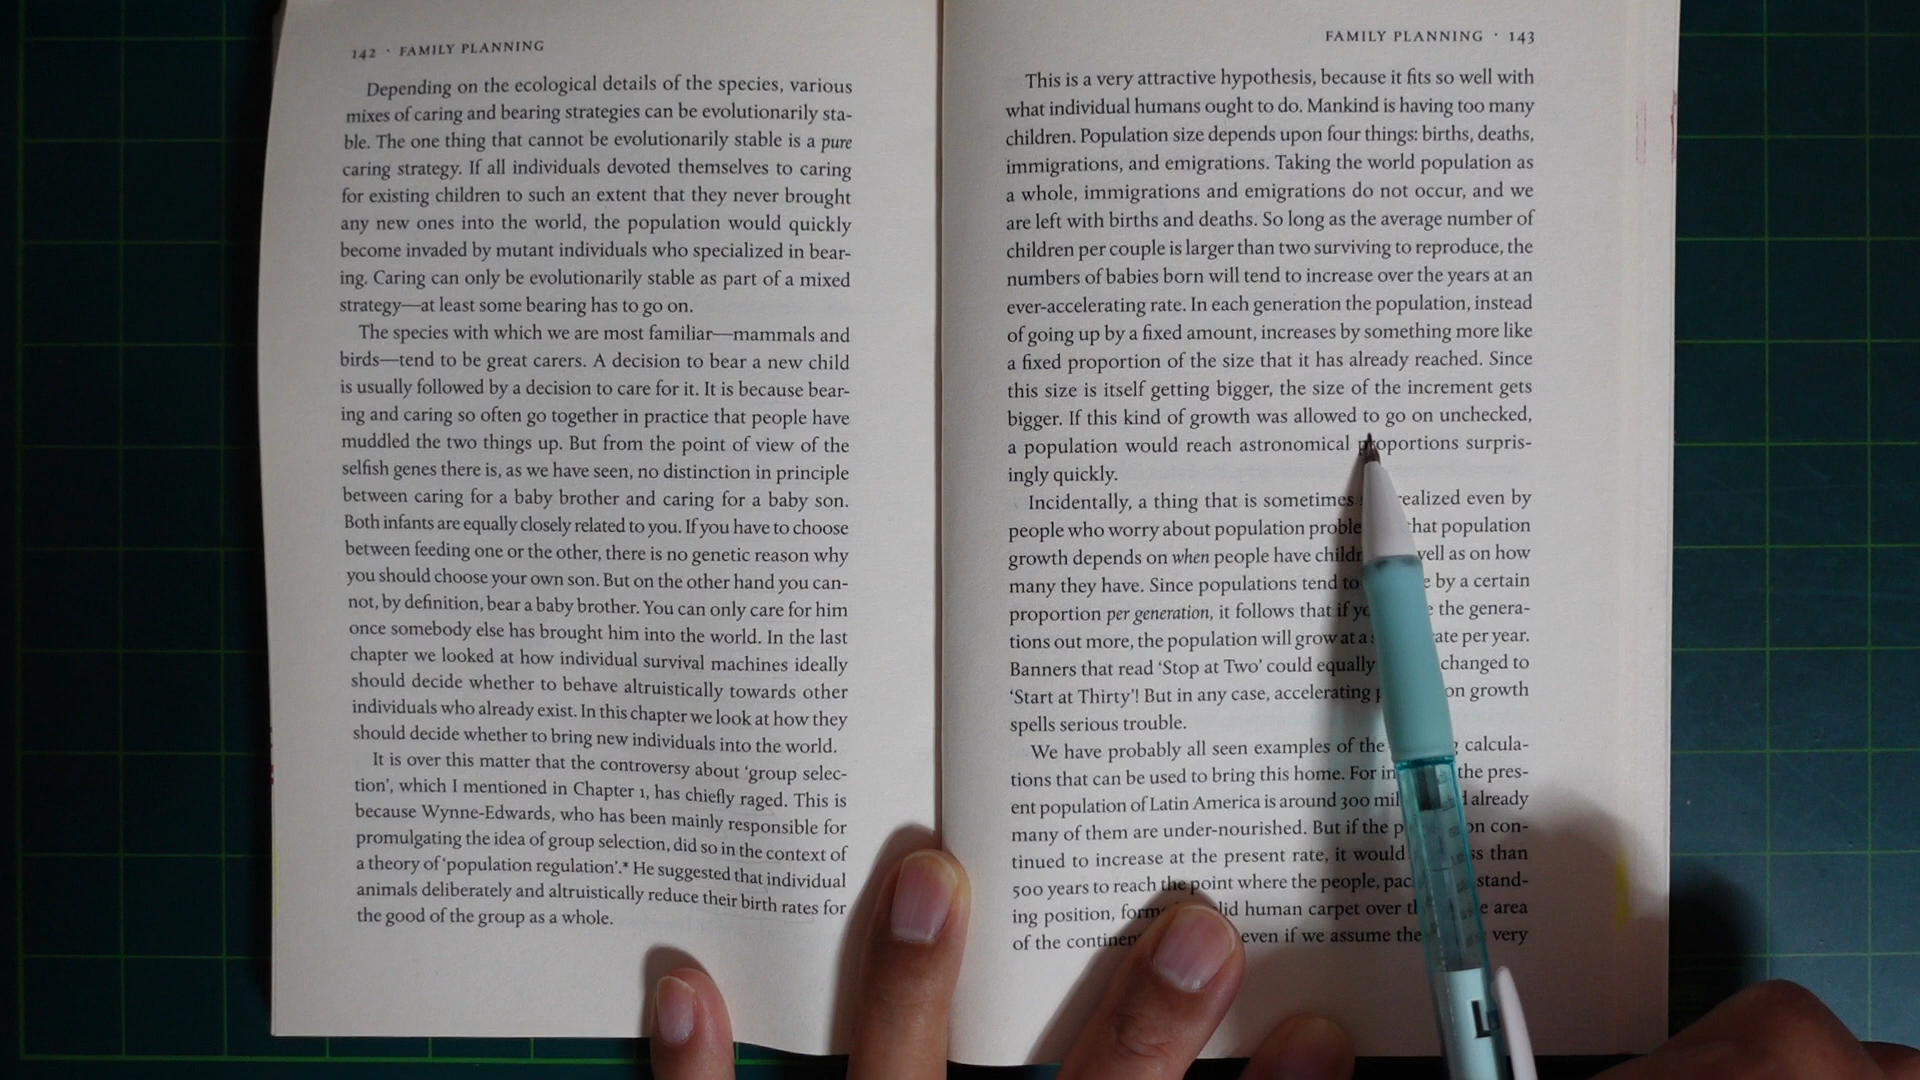 142 · FAMILY PLANNING
Depending on the ecological details of the species, various
mixes of caring and bearing strategies can be evolutionarily sta-
ble. The one thing that cannot be evolutionarily stable is a pure
caring strategy. If all individuals devoted themselves to caring
for existing children to such an extent that they never brought
any new ones into the world, the population would quickly
become invaded by mutant individuals who specialized in bear-
ing. Caring can only be evolutionarily stable as part of a mixed
strategy—at least some bearing has to go on.
The species with which we are most familiar—mammals and
birds—tend to be great carers. A decision to bear a new child
is usually followed by a decision to care for it. It is because bear-
ing and caring so often go together in practice that people have
muddled the two things up. But from the point of view of the
selfish genes there is, as we have seen, no distinction in principle
between caring for a baby brother and caring for a baby son.
Both infants are equally closely related to you. If you have to choose
between feeding one or the other, there is no genetic reason why
you should choose your own son. But on the other hand you can-
not, by definition, bear a baby brother. You can only care for him
once somebody else has brought him into the world. In the last
chapter we looked at how individual survival machines ideally
should decide whether to behave altruistically towards other
individuals who already exist. In this chapter we look at how they
should decide whether to bring new individuals into the world.
It is over this matter that the controversy about 'group selec-
tion', which I mentioned in Chapter 1, has chiefly raged. This is
because Wynne-Edwards, who has been mainly responsible for
promulgating the idea of group selection, did so in the context of
a theory of 'population regulation'.* He suggested that individual
animals deliberately and altruistically reduce their birth rates for
the good of the group as a whole.
FAMILY PLANNING · 143
This is a very attractive hypothesis, because it fits so well with
what individual humans ought to do. Mankind is having too many
children. Population size depends upon four things: births, deaths,
immigrations, and emigrations. Taking the world population as
a whole, immigrations and emigrations do not occur, and we
are left with births and deaths. So long as the average number of
children per couple is larger than two surviving to reproduce, the
numbers of babies born will tend to increase over the years at an
ever-accelerating rate. In each generation the population, instead
of going up by a fixed amount, increases by something more like
a fixed proportion of the size that it has already reached. Since
this size is itself getting bigger, the size of the increment gets
bigger. If this kind of growth was allowed to go on unchecked,
a population would reach astronomical proportions surpris-
ingly quickly.
Incidentally, a thing that is sometimes realized even by
people who worry about population that population
growth depends on when people have well as on how
many they have. Since populations tend to by a certain
proportion per generation, it follows that if the genera-
tions out more, the population will grow at a rate per year.
Banners that read 'Stop at Two' could equally changed to
'Start at Thirty'! But in any case, accelerating growth
spells serious trouble.
We have probably all seen examples of the calcula-
tions that can be used to bring this home. For the pres-
ent population of Latin America is around 300 already
many of them are under-nourished. But if the con-
tinued to increase at the present rate, it would than
500 years to reach the point where the people, stand-
ing position, human carpet over area
of the even if we assume very